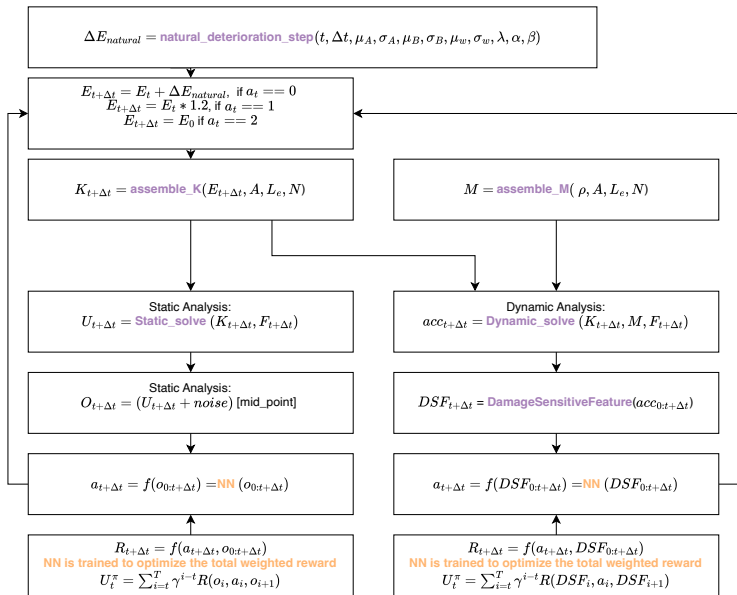 ΔE_{natural} = natural_deterioration_step(t, Δt, μ_A, σ_A, μ_B, σ_B, μ_w, σ_w, λ, α, β)
E_{t+Δt} = E_t + ΔE_{natural}, if a_t == 0
E_{t+Δt} = E_t * 1.2, if a_t == 1
E_{t+Δt} = E_0 if a_t == 2
K_{t+Δt} = assemble_K(E_{t+Δt}, A, L_e, N)
M = assemble_M( ρ, A, L_e, N)
Static Analysis:
U_{t+Δt} = Static_solve (K_{t+Δt}, F_{t+Δt})
Dynamic Analysis:
acc_{t+Δt} = Dynamic_solve (K_{t+Δt}, M, F_{t+Δt})
Static Analysis:
O_{t+Δt} = (U_{t+Δt} + noise) [mid_point]
DSF_{t+Δt} = DamageSensitiveFeature(acc_{0:t+Δt})
a_{t+Δt} = f(o_{0:t+Δt}) = NN (o_{0:t+Δt})
a_{t+Δt} = f(DSF_{0:t+Δt}) = NN (DSF_{0:t+Δt})
R_{t+Δt} = f(a_{t+Δt}, o_{0:t+Δt})
NN is trained to optimize the total weighted reward
U_t^π = ∑_{i=t}^T γ^{i-t} R(o_i, a_i, o_{i+1})
R_{t+Δt} = f(a_{t+Δt}, DSF_{0:t+Δt})
NN is trained to optimize the total weighted reward
U_t^π = ∑_{i=t}^T γ^{i-t} R(DSF_i, a_i, DSF_{i+1})